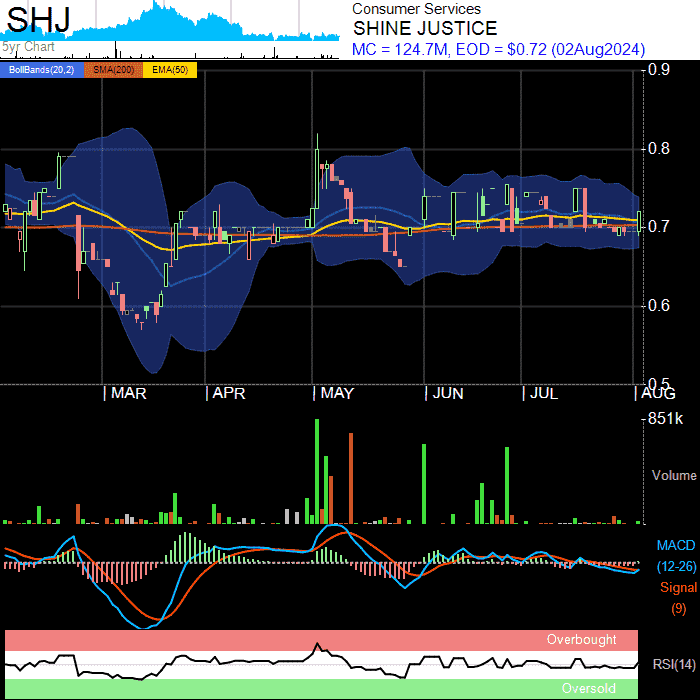 SHJ
5yr Chart
Consumer Services
SHINE JUSTICE
MC = 124.7M, EOD = $0.72 (02Aug2024)
BollBands(20,2) SMA(200) EMA(50)
0.9
0.8
0.7
0.6
0.5
MAR APR MAY JUN JUL AUG
851k
Volume
MACD
(12-26)
Signal
(9)
Overbought
RSI(14)
Oversold